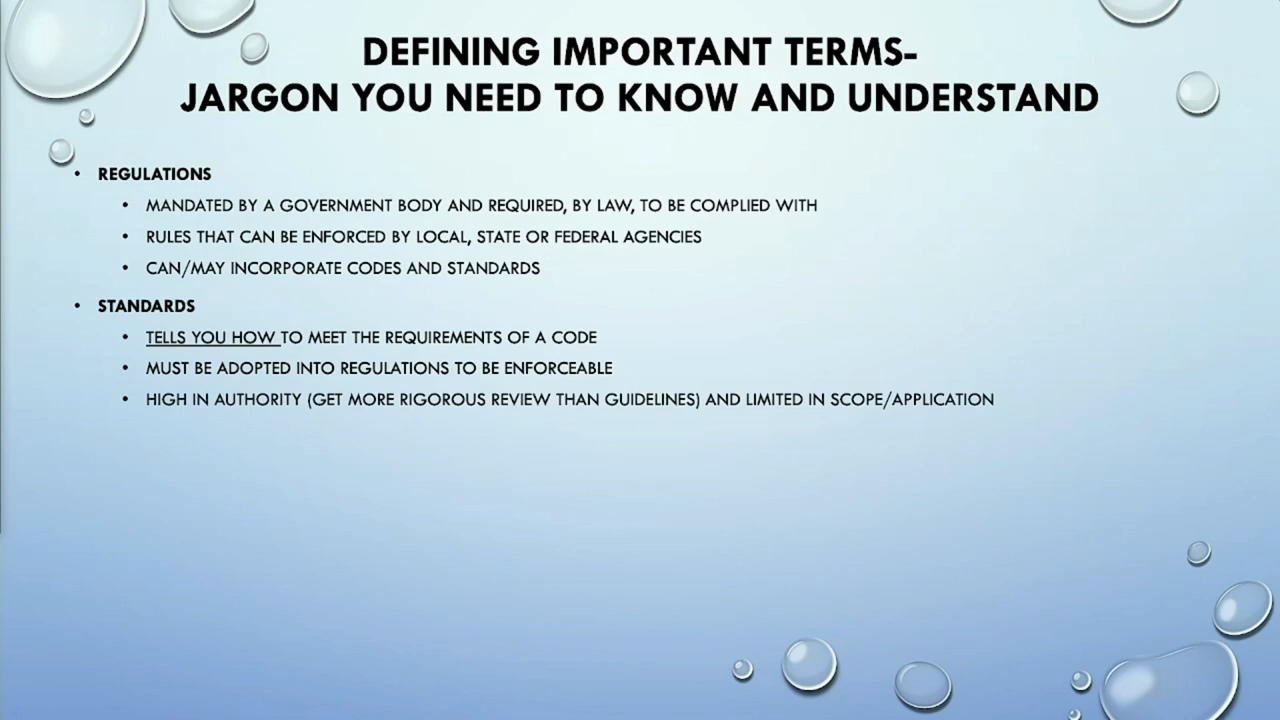 DEFINING IMPORTANT TERMS-
JARGON YOU NEED TO KNOW AND UNDERSTAND
• REGULATIONS
• MANDATED BY A GOVERNMENT BODY AND REQUIRED, BY LAW, TO BE COMPLIED WITH
• RULES THAT CAN BE ENFORCED BY LOCAL, STATE OR FEDERAL AGENCIES
• CAN/MAY INCORPORATE CODES AND STANDARDS
• STANDARDS
• TELLS YOU HOW TO MEET THE REQUIREMENTS OF A CODE
• MUST BE ADOPTED INTO REGULATIONS TO BE ENFORCEABLE
• HIGH IN AUTHORITY (GET MORE RIGOROUS REVIEW THAN GUIDELINES) AND LIMITED IN SCOPE/APPLICATION